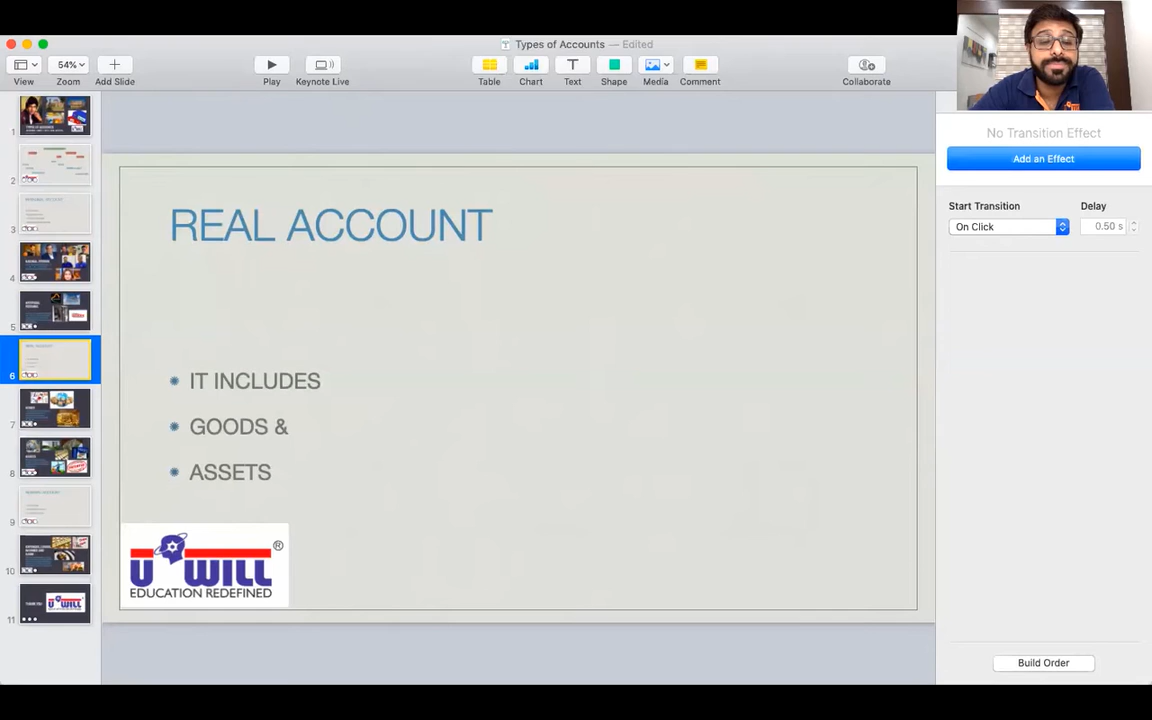 Types of Accounts — Edited
54%
View
Zoom
Add Slide
Play
Keynote Live
Table
Chart
Text
Shape
Media
Comment
Collaborate
No Transition Effect
Add an Effect
Start Transition
Delay
On Click
0.50 s
1
2
3
4
5
6
7
8
9
10
11
REAL ACCOUNT
IT INCLUDES
GOODS &
ASSETS
U WILL ®
EDUCATION REDEFINED
Build Order